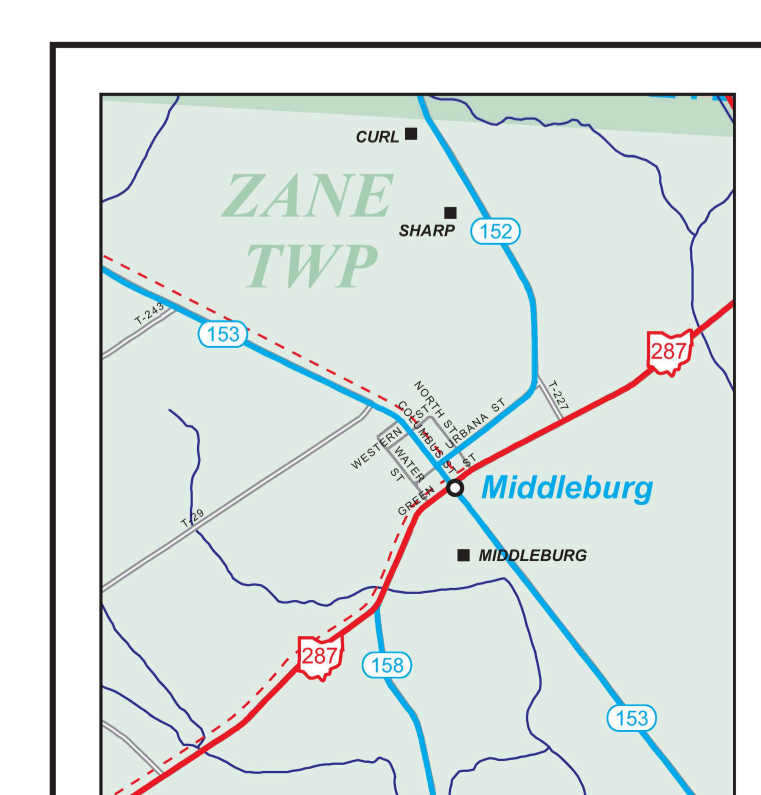 CURL
ZANE
TWP
SHARP
152
T-243
153
287
NORTH ST
T-227
COLUMBUS ST
ST
URBANA ST
WESTERN
WATER
ST
ST
GREEN
Middleburg
T-29
MIDDLEBURG
287
158
153